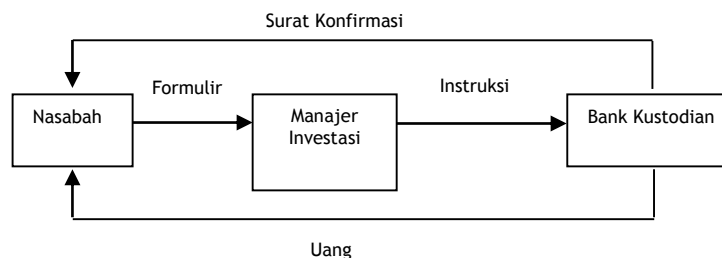 Surat Konfirmasi
Formulir
Instruksi
Nasabah
Manajer
Investasi
Bank Kustodian
Uang